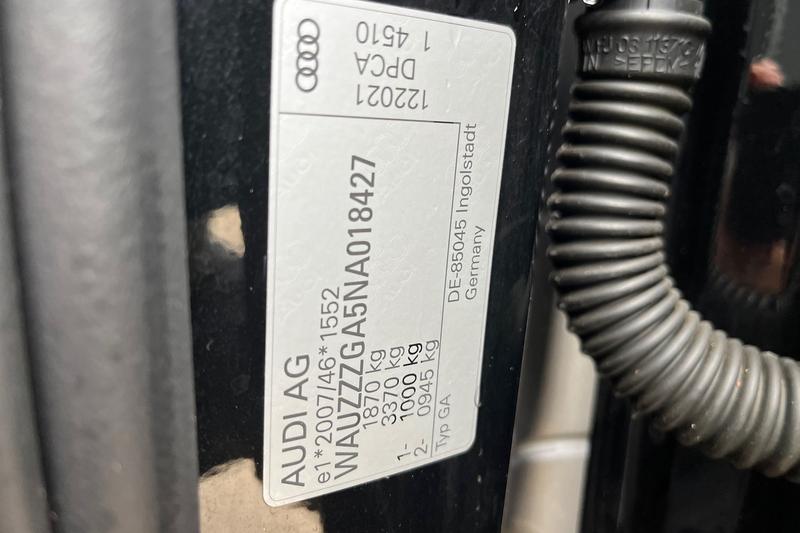 AUDI AG
e1*2007/46*1552
WAUZZZGA5NA018427
1870 kg
3370 kg
1- 1000 kg
2- 0945 kg
Typ GA
DE-85045 Ingolstadt
Germany
122021
DPCA
1 4510